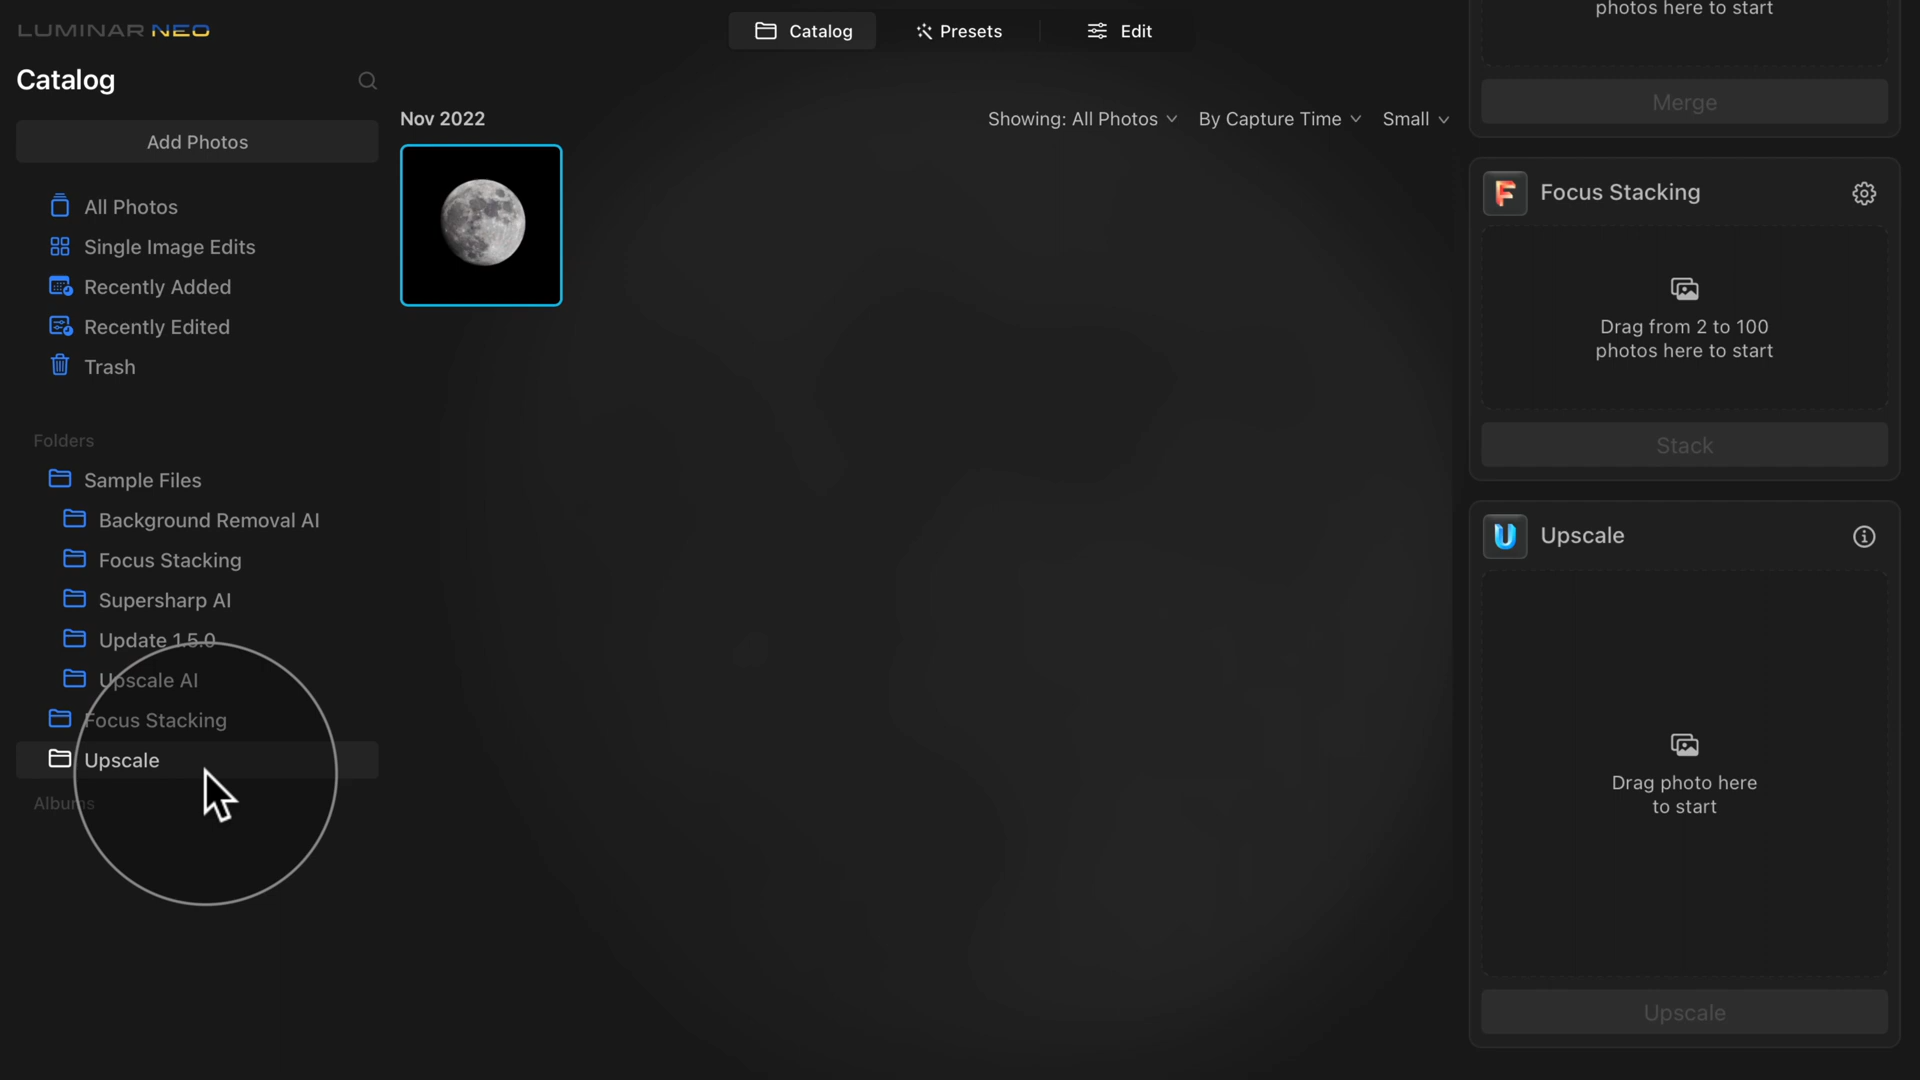 LUMINAR NEO
Catalog
Presets
Edit
Catalog
Add Photos
All Photos
Single Image Edits
Recently Added
Recently Edited
Trash
Folders
Sample Files
Background Removal AI
Focus Stacking
Supersharp AI
Update 1.5.0
Upscale AI
Focus Stacking
Upscale
Albums
Nov 2022
Showing: All Photos
By Capture Time
Small
photos here to start
Merge
F
Focus Stacking
Drag from 2 to 100
photos here to start
Stack
U
Upscale
Drag photo here
to start
Upscale